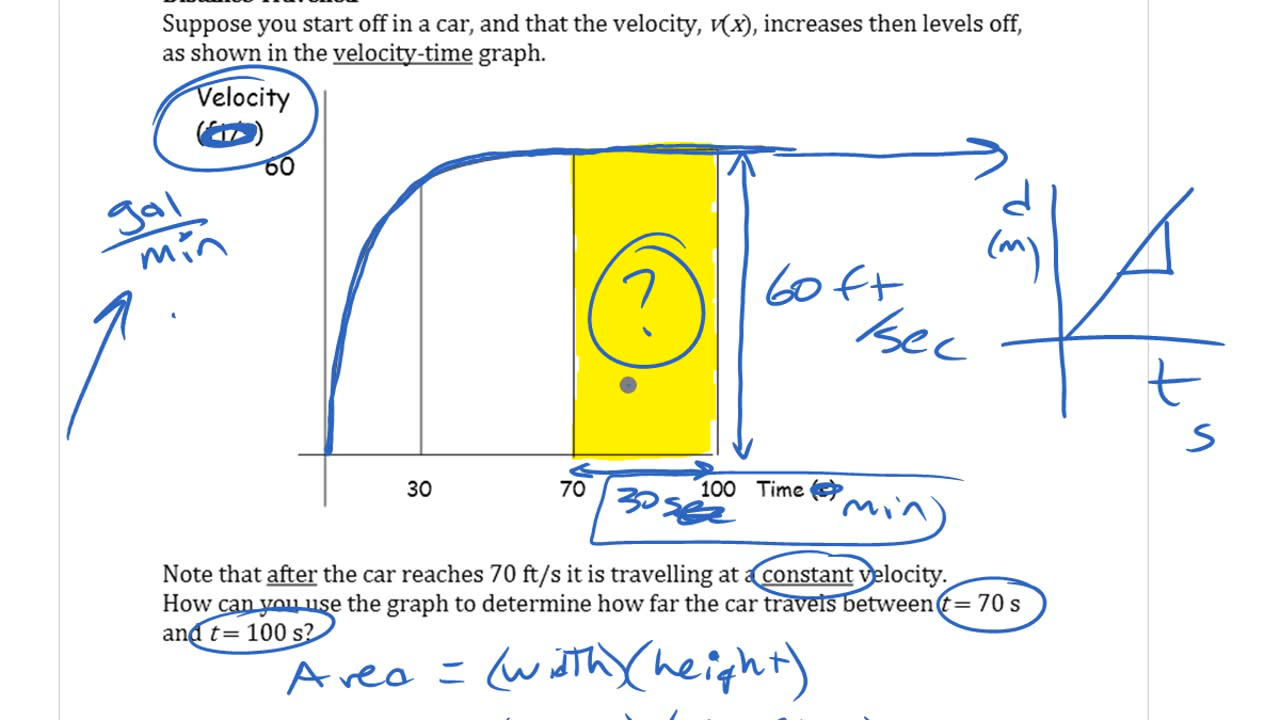 Distance Travelled
Suppose you start off in a car, and that the velocity, v(x), increases then levels off,
as shown in the velocity-time graph.
Velocity
60
gal
min
?
60 ft
/sec
d
(m)
t
s
30
70
100
Time
30
min)
Note that after the car reaches 70 ft/s it is travelling at a constant velocity.
How can you use the graph to determine how far the car travels between t = 70 s
and t = 100 s?
Area = (width)(height)